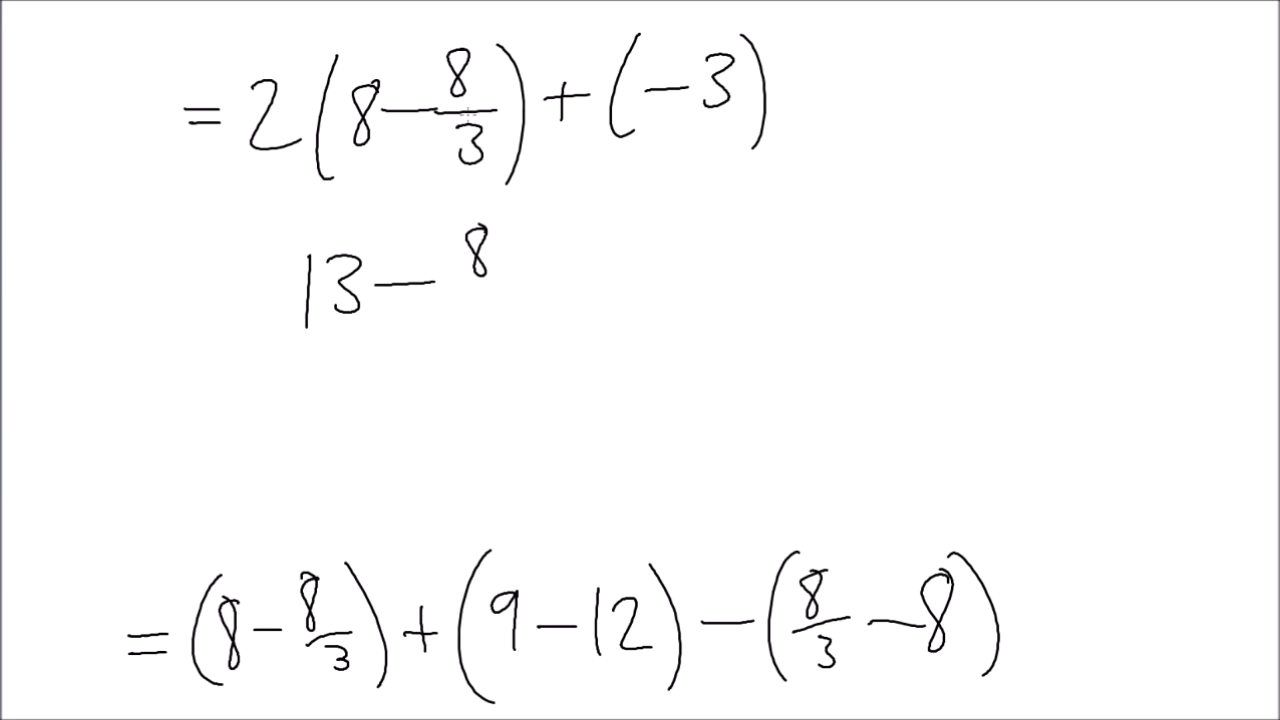 = 2(8 - 8/3) + (-3)
13 - 8
= (8 - 8/3) + (9 - 12) - (8/3 - 8)